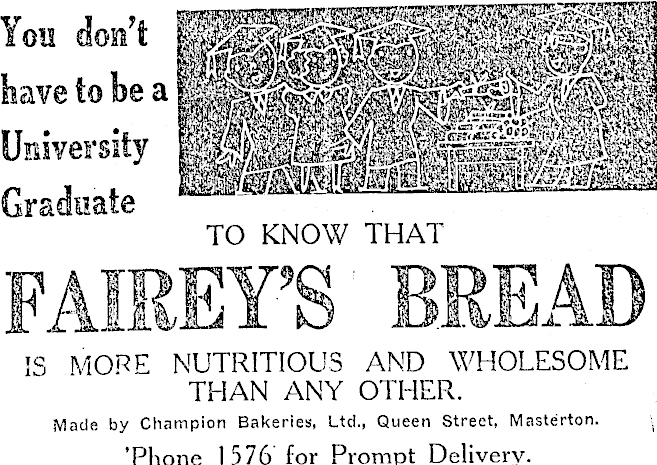 You don't
have to be a
University
Graduate
TO KNOW THAT
FAIREY'S BREAD
IS MORE NUTRITIOUS AND WHOLESOME
THAN ANY OTHER.
Made by Champion Bakeries, Ltd., Queen Street, Masterton.
'Phone 1576 for Prompt Delivery.